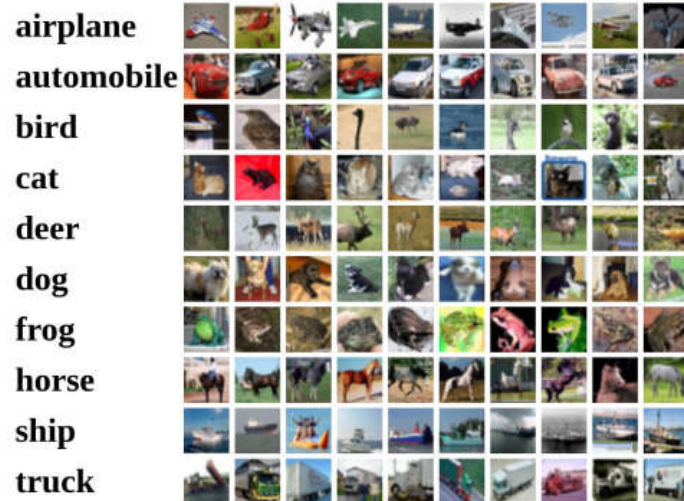 airplane
automobile
bird
cat
deer
dog
frog
horse
ship
truck